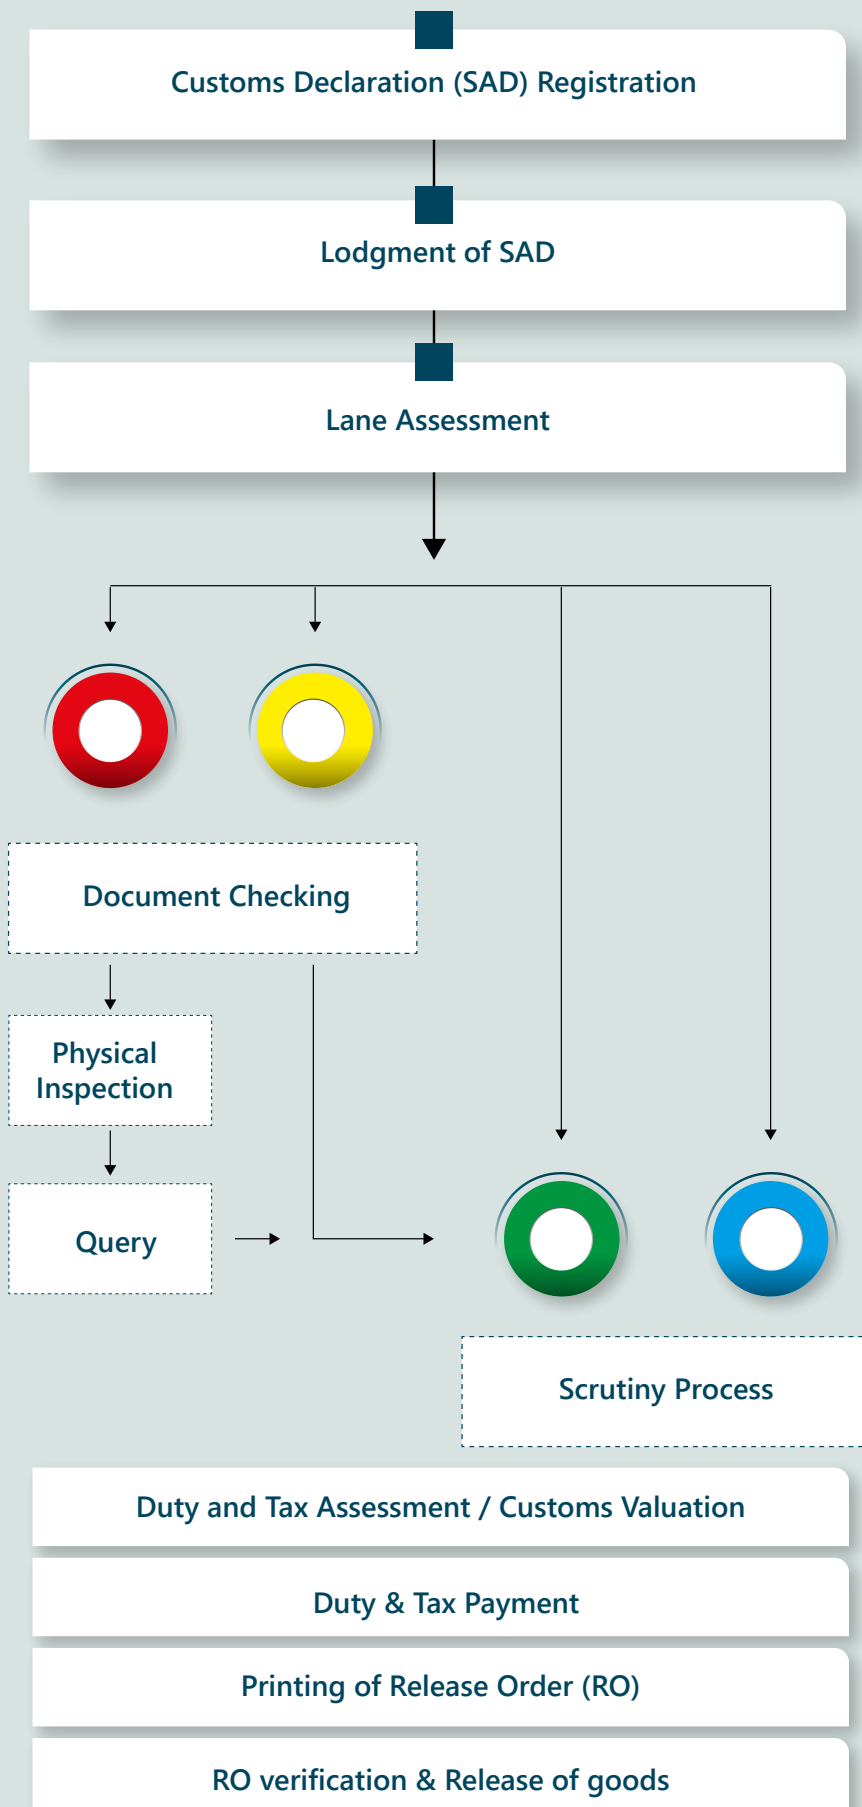 Customs Declaration (SAD) Registration
Lodgment of SAD
Lane Assessment
Document Checking
Physical
Inspection
Query
Scrutiny Process
Duty and Tax Assessment / Customs Valuation
Duty & Tax Payment
Printing of Release Order (RO)
RO verification & Release of goods